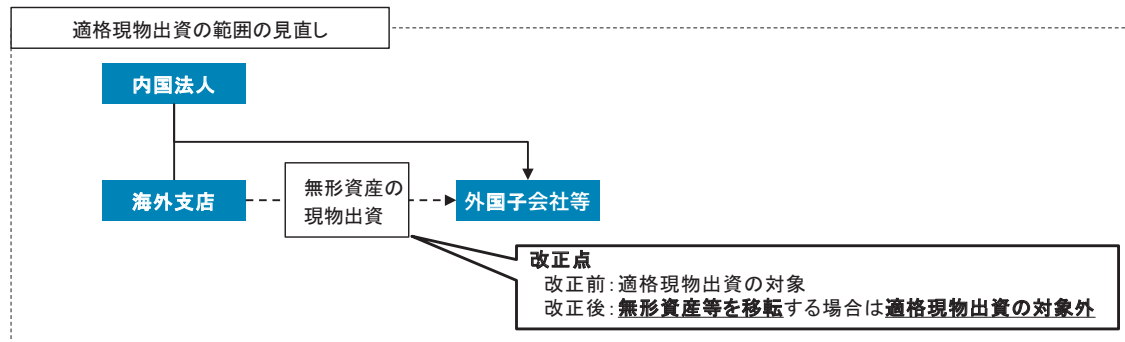 適格現物出資の範囲の見直し
内国法人
海外支店
無形資産の
現物出資
外国子会社等
改正点
改正前：適格現物出資の対象
改正後：無形資産等を移転する場合は適格現物出資の対象外